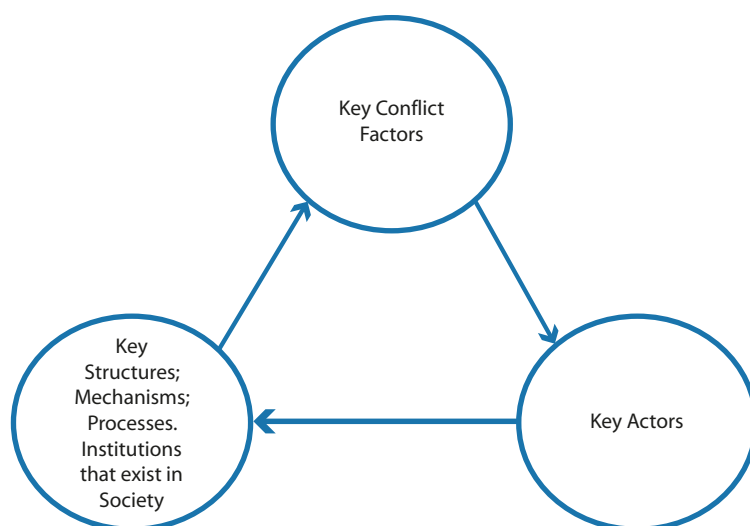 Key Conflict
Factors
Key
Structures;
Mechanisms;
Processes.
Institutions
that exist in
Society
Key Actors